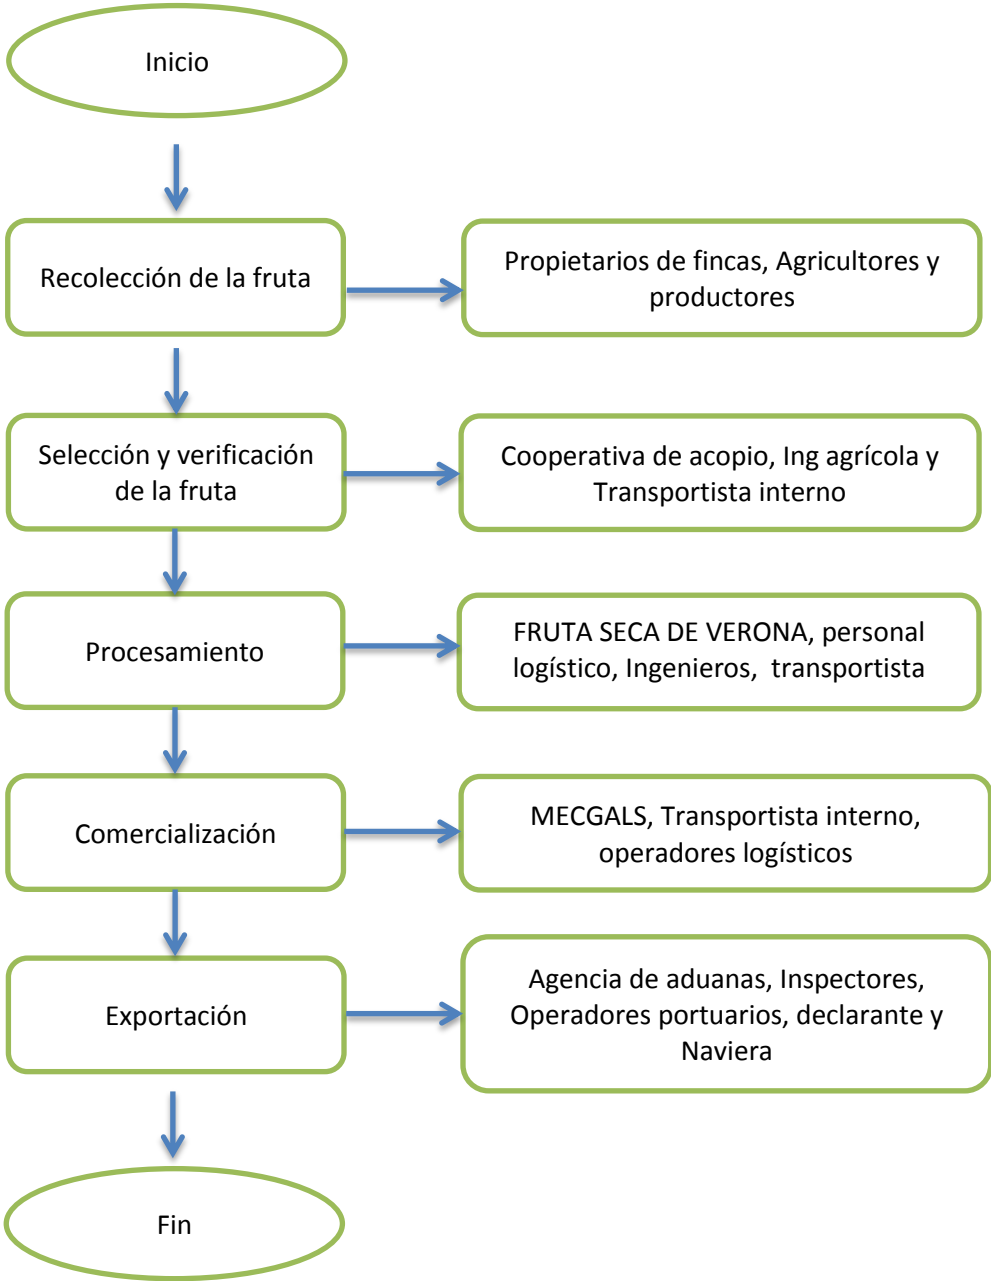 Inicio
Recolección de la fruta
Propietarios de fincas, Agricultores y
productores
Selección y verificación
de la fruta
Cooperativa de acopio, Ing agrícola y
Transportista interno
Procesamiento
FRUTA SECA DE VERONA, personal
logístico, Ingenieros,  transportista
Comercialización
MECGALS, Transportista interno,
operadores logísticos
Exportación
Agencia de aduanas, Inspectores,
Operadores portuarios, declarante y
Naviera
Fin